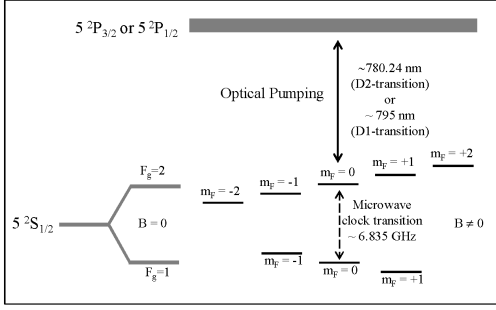 5 ²P₃/₂ or 5 ²P₁/₂
~780.24 nm
(D2-transition)
or
~ 795 nm
(D1-transition)
Optical Pumping
F_g=2
m_F = -2
m_F = -1
m_F = 0
m_F = +1
m_F = +2
5 ²S₁/₂
B = 0
Microwave
clock transition
~ 6.835 GHz
B ≠ 0
F_g=1
m_F = -1
m_F = 0
m_F = +1